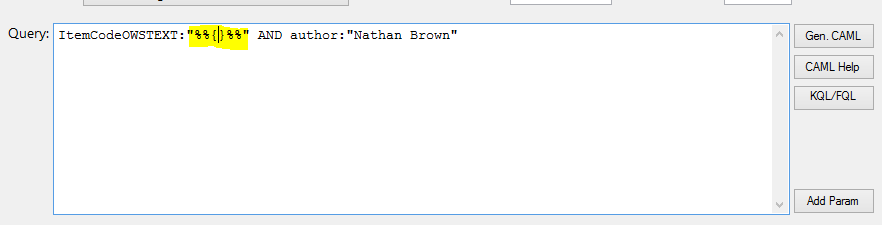 Query:
ItemCodeOWSTEXT:"%%{}%%" AND author:"Nathan Brown"
Gen. CAML
CAML Help
KQL/FQL
Add Param